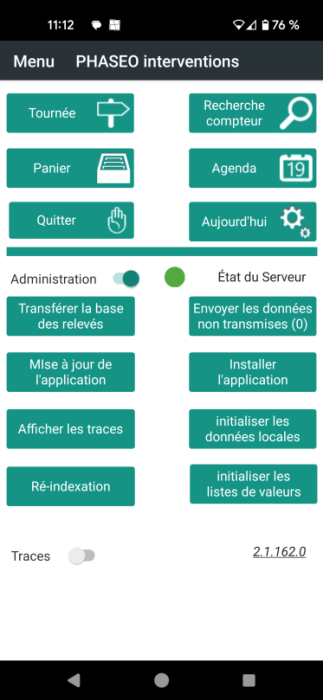 11:12 76 %
Menu PHASEO interventions
Tournée
Recherche
compteur
Panier
Agenda
19
Quitter
Aujourd'hui
Administration
État du Serveur
Transférer la base
des relevés
Envoyer les données
non transmises (0)
MIse à jour de
l'application
Installer
l'application
Afficher les traces
initialiser les
données locales
Ré-indexation
initialiser les
listes de valeurs
Traces
2.1.162.0